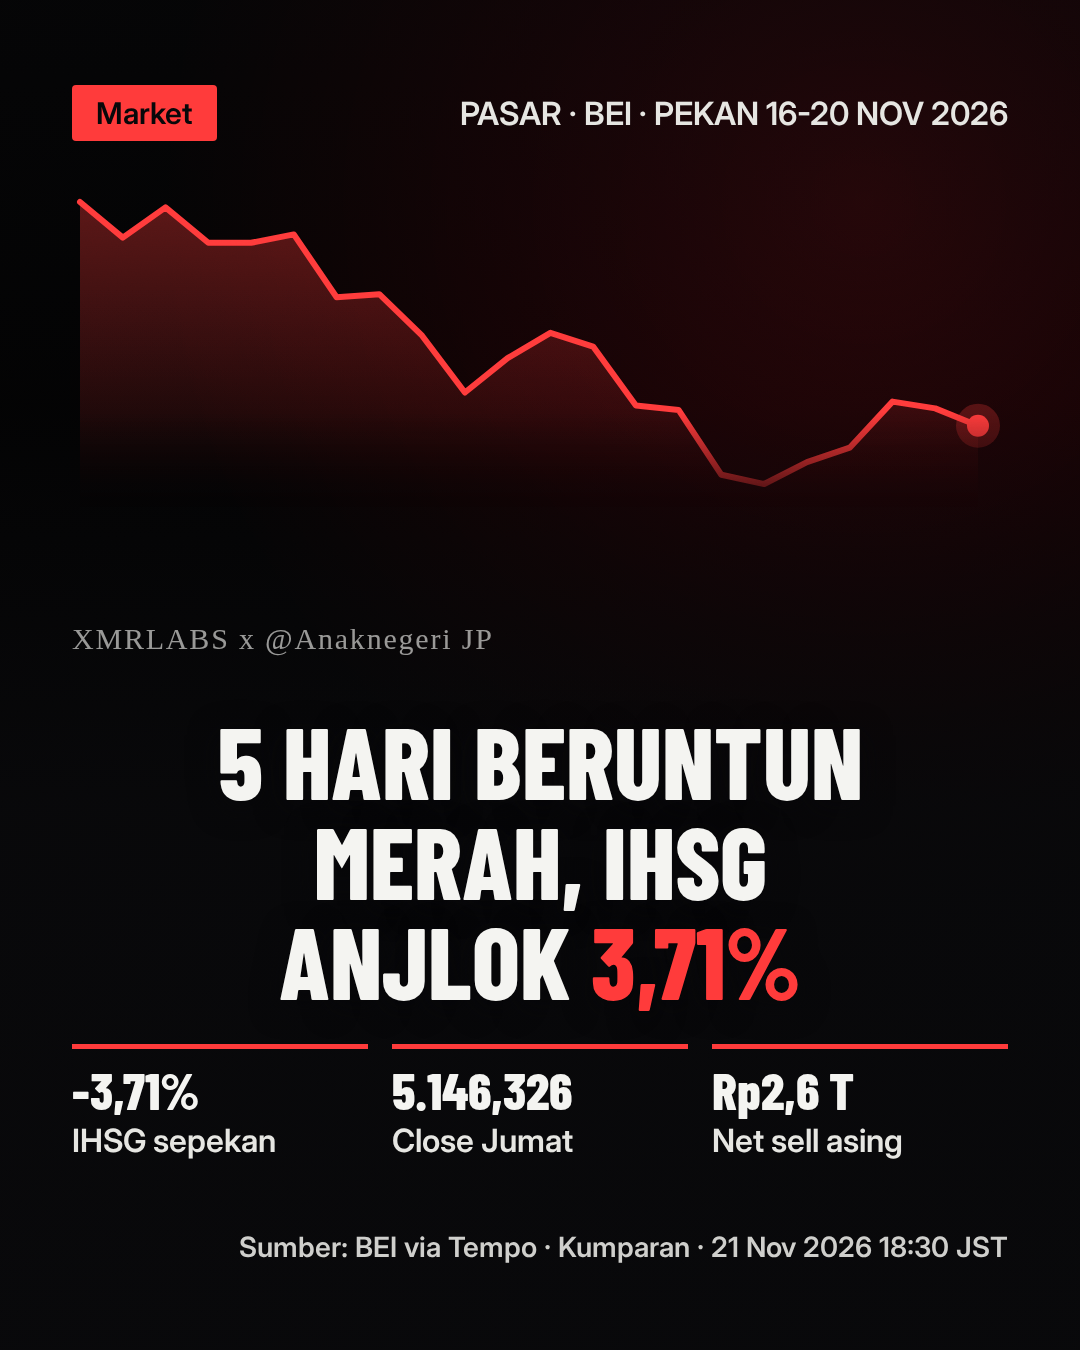 Market
PASAR · BEI · PEKAN 16-20 NOV 2026
XMRLABS x @Anaknegeri JP
5 HARI BERUNTUN
MERAH, IHSG
ANJLOK 3,71%
-3,71%
IHSG sepekan
5.146,326
Close Jumat
Rp2,6 T
Net sell asing
Sumber: BEI via Tempo · Kumparan · 21 Nov 2026 18:30 JST